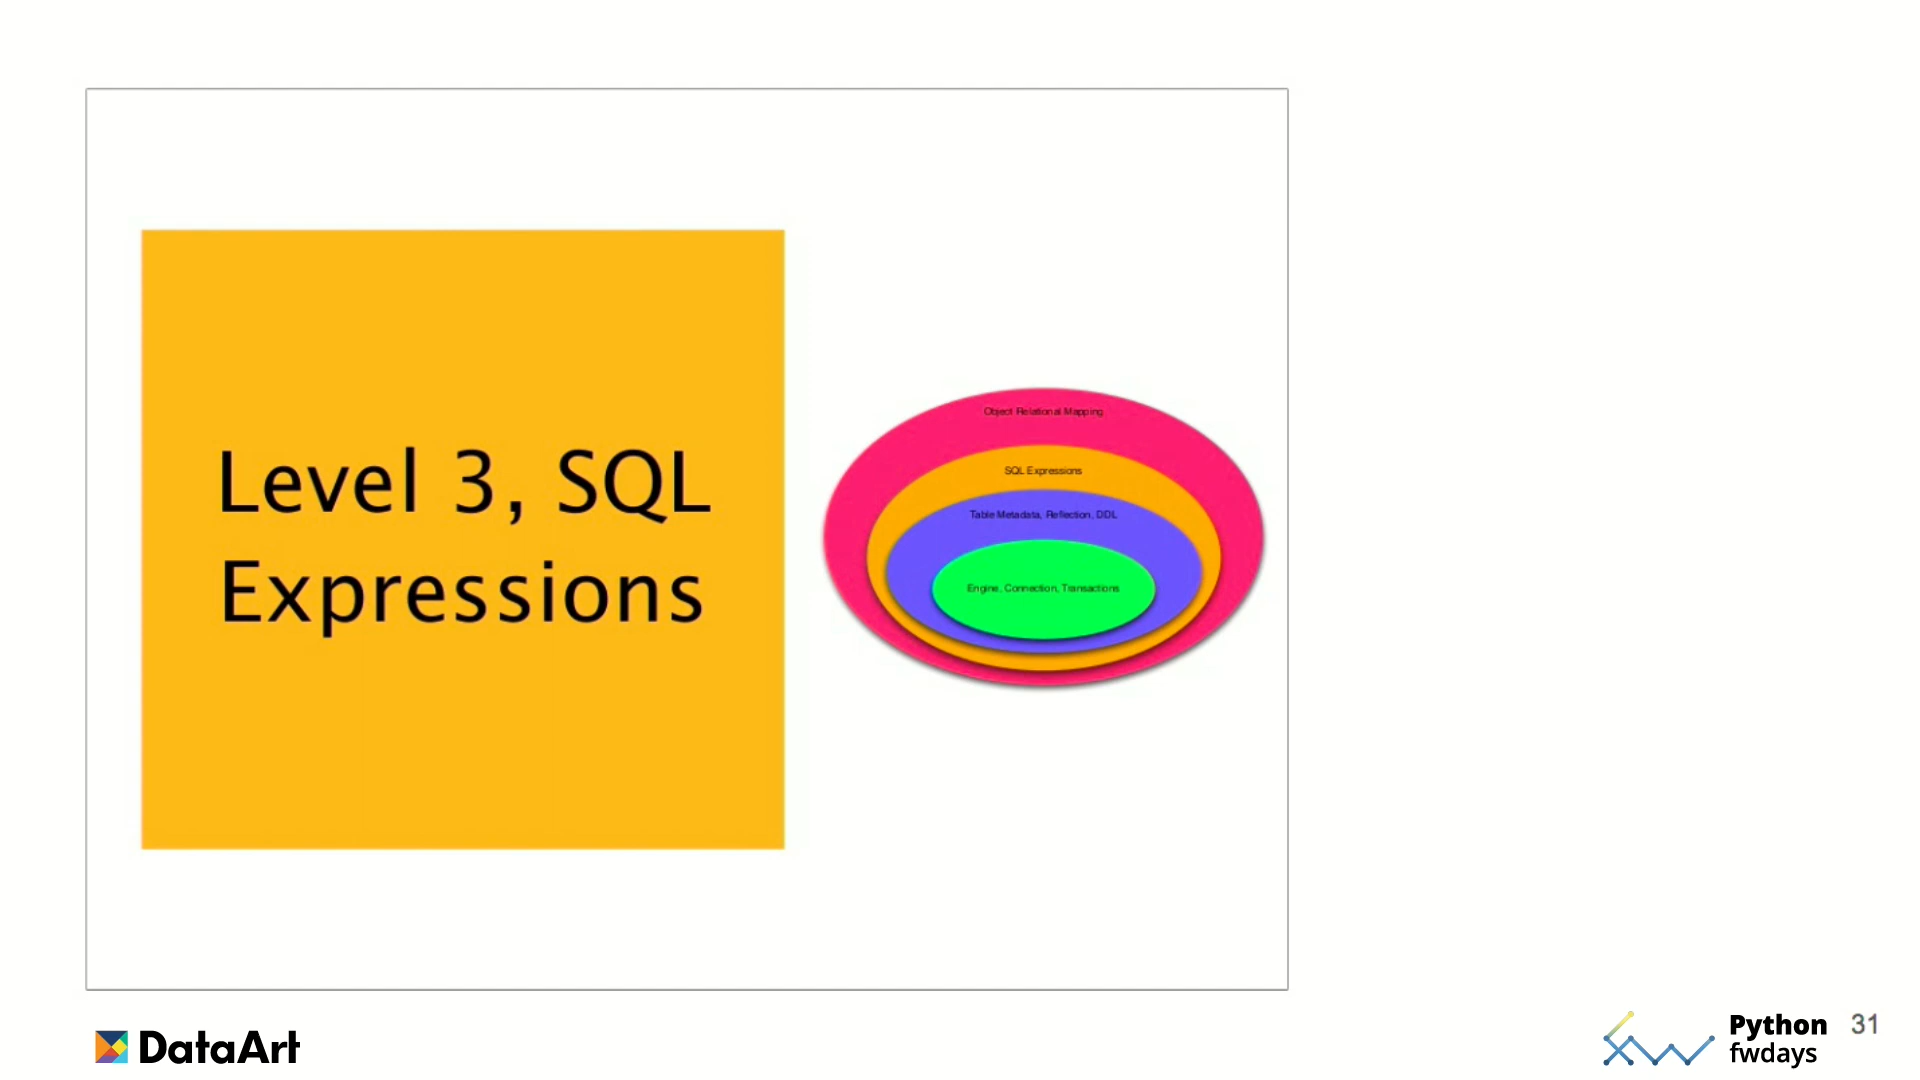 Level 3, SQL
Expressions
Object Relational Mapping
SQL Expressions
Table Metadata, Reflection, DDL
Engine, Connection, Transactions
DataArt
Python
fwdays
31